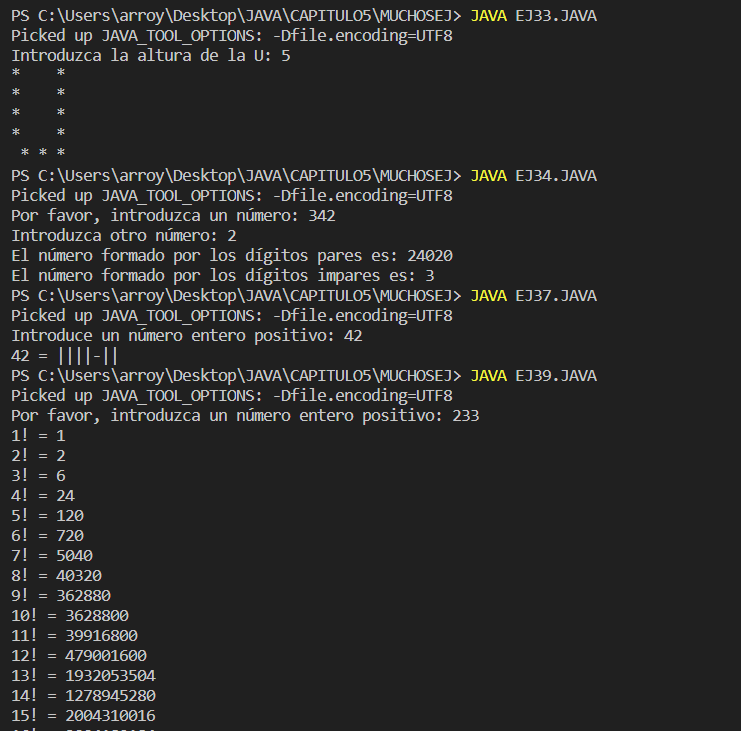 PS C:\Users\arroy\Desktop\JAVA\CAPITULO5\MUCHOSEJ> JAVA EJ33.JAVA
Picked up JAVA_TOOL_OPTIONS: -Dfile.encoding=UTF8
Introduzca la altura de la U: 5
*    *
*    *
*    *
*    *
 * * *
PS C:\Users\arroy\Desktop\JAVA\CAPITULO5\MUCHOSEJ> JAVA EJ34.JAVA
Picked up JAVA_TOOL_OPTIONS: -Dfile.encoding=UTF8
Por favor, introduzca un número: 342
Introduzca otro número: 2
El número formado por los dígitos pares es: 24020
El número formado por los dígitos impares es: 3
PS C:\Users\arroy\Desktop\JAVA\CAPITULO5\MUCHOSEJ> JAVA EJ37.JAVA
Picked up JAVA_TOOL_OPTIONS: -Dfile.encoding=UTF8
Introduce un número entero positivo: 42
42 = ||||-||
PS C:\Users\arroy\Desktop\JAVA\CAPITULO5\MUCHOSEJ> JAVA EJ39.JAVA
Picked up JAVA_TOOL_OPTIONS: -Dfile.encoding=UTF8
Por favor, introduzca un número entero positivo: 233
1! = 1
2! = 2
3! = 6
4! = 24
5! = 120
6! = 720
7! = 5040
8! = 40320
9! = 362880
10! = 3628800
11! = 39916800
12! = 479001600
13! = 1932053504
14! = 1278945280
15! = 2004310016